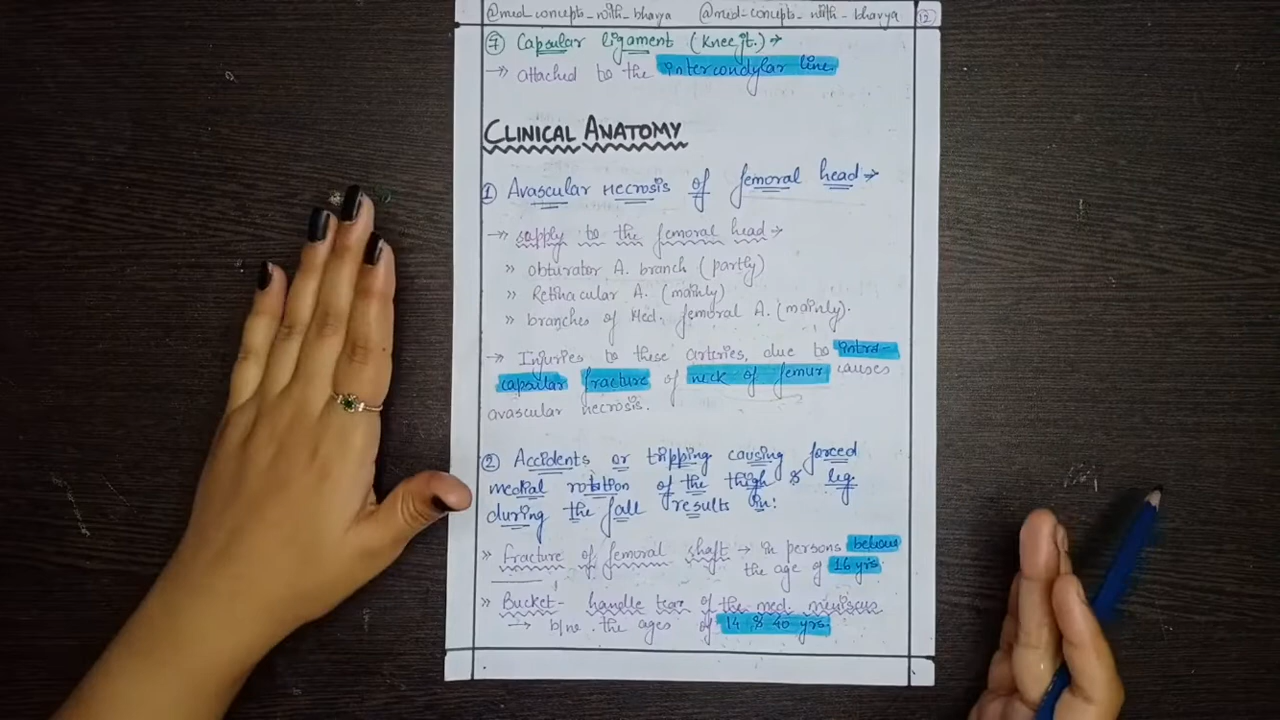 @med_concepts_with_bhavya @med_concepts_with_bhavya 12
⑦ Capsular ligament (Knee jt.) →
→» attached to the intercondylar line.
CLINICAL ANATOMY
① Avascular necrosis of femoral head →
→» supply to the femoral head →
» obturator A. branch (partly)
» Retinacular A. (mainly)
» branches of Med. femoral A. (mainly).
→» Injuries to these arteries, due to intra-
capsular fracture of neck of femur causes
avascular necrosis.
② Accidents or tripping causing forced
medial rotation of the thigh & leg
during the fall results in:
» Fracture of femoral shaft → in persons below
the age of 16 yrs.
» Bucket-handle tear of the med. meniscus
→ b/w. the ages of 14 & 40 yrs.